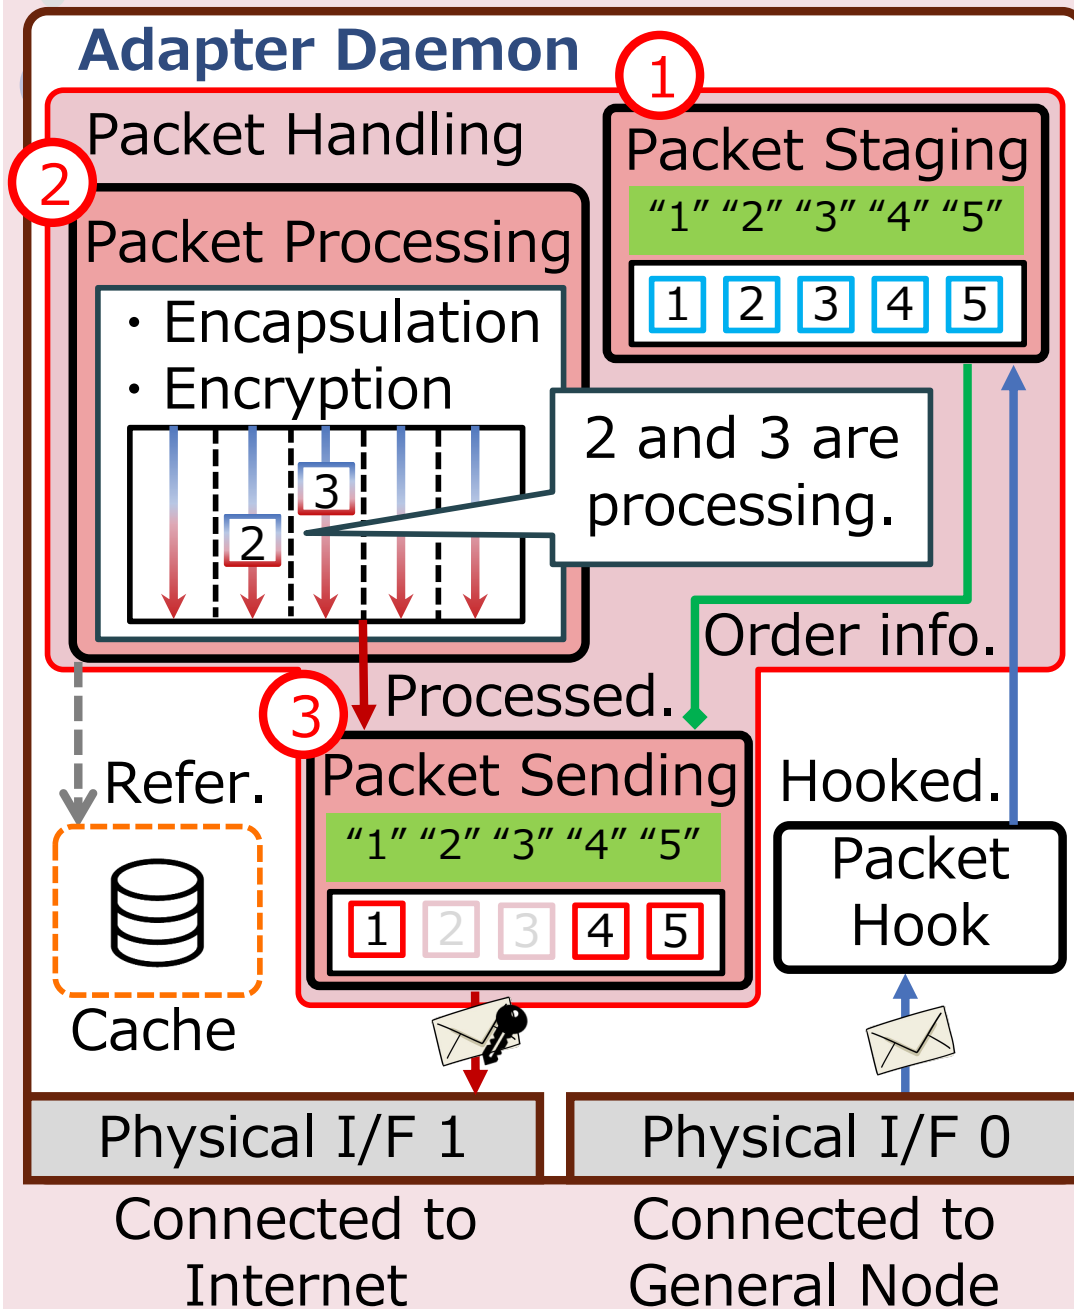 Adapter Daemon
1
Packet Handling
Packet Staging
“1” “2” “3” “4” “5”
1 2 3 4 5
2
Packet Processing
・Encapsulation
・Encryption
2 and 3 are
processing.
3
2
Order info.
Processed.
3
Packet Sending
“1” “2” “3” “4” “5”
1 2 3 4 5
Refer.
Cache
Hooked.
Packet
Hook
Physical I/F 1
Physical I/F 0
Connected to
Internet
Connected to
General Node